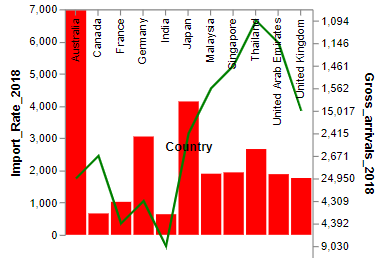 7,000
6,000
5,000
4,000
3,000
2,000
1,000
0
Import_Rate_2018
Australia
Canada
France
Germany
India
Japan
Malaysia
Singapore
Thailand
United Arab Emirates
United Kingdom
Country
1,094
1,146
1,461
1,562
15,017
2,415
2,671
24,950
4,309
4,392
9,030
Gross_arrivals_2018